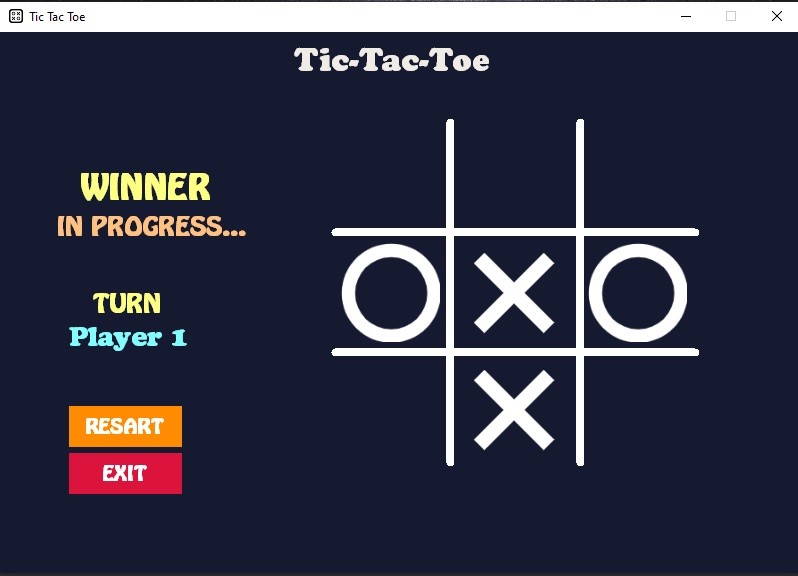 Tic Tac Toe
Tic-Tac-Toe
WINNER
IN PROGRESS...
TURN
Player 1
RESART
EXIT